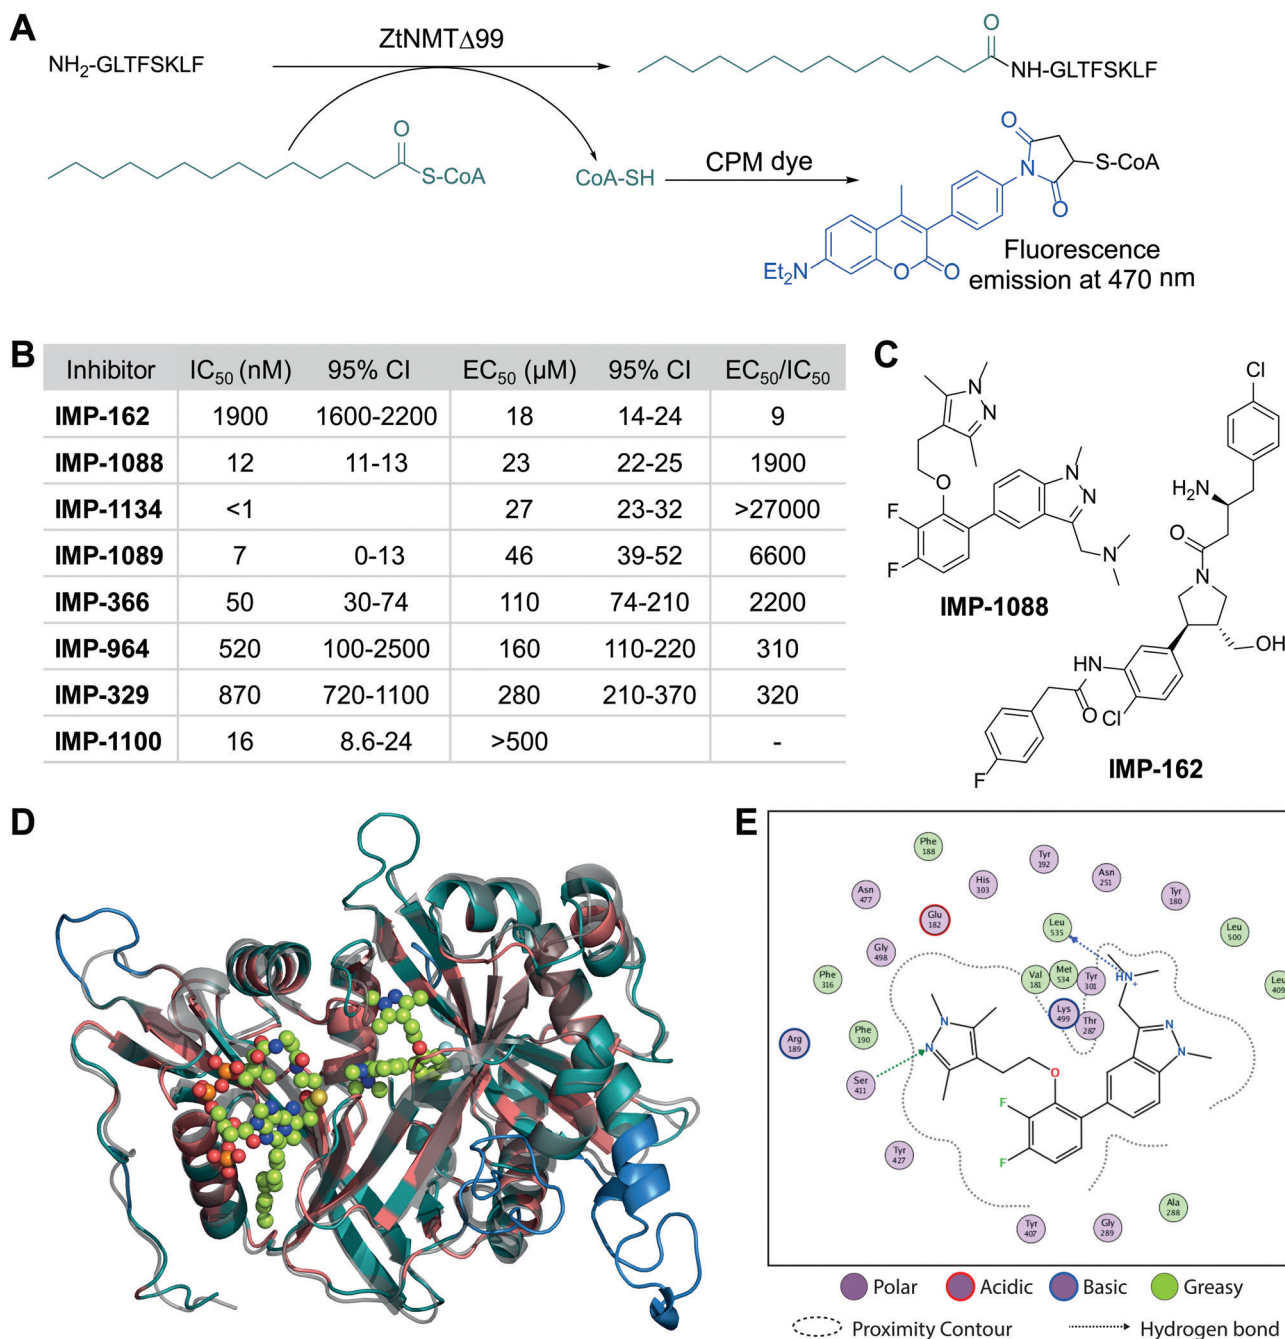 A
ZtNMTΔ99
NH₂-GLTFSKLF
O
NH-GLTFSKLF
O
S-CoA
CoA-SH
CPM dye
O
N
S-CoA
O
Et₂N
O
O
Fluorescence
emission at 470 nm
B
Inhibitor IC₅₀ (nM) 95% CI EC₅₀ (µM) 95% CI EC₅₀/IC₅₀
IMP-162 1900 1600-2200 18 14-24 9
IMP-1088 12 11-13 23 22-25 1900
IMP-1134 <1 27 23-32 >27000
IMP-1089 7 0-13 46 39-52 6600
IMP-366 50 30-74 110 74-210 2200
IMP-964 520 100-2500 160 110-220 310
IMP-329 870 720-1100 280 210-370 320
IMP-1100 16 8.6-24 >500 -
C
N
N
O
F
F
N
N
N
IMP-1088
Cl
H₂N
O
N
OH
HN
O
Cl
F
IMP-162
D
E
Phe
188
Tyr
192
His
303
Asn
251
Tyr
180
Asn
477
Glu
182
Leu
535
Leu
500
Gly
498
Phe
316
Val
181
Met
534
Tyr
301
HN+
Leu
409
Lys
499
Thr
287
Arg
189
Phe
190
N
N
N
N
Ser
411
O
F
F
Tyr
427
Ala
288
Tyr
407
Gly
289
Polar Acidic Basic Greasy
Proximity Contour Hydrogen bond